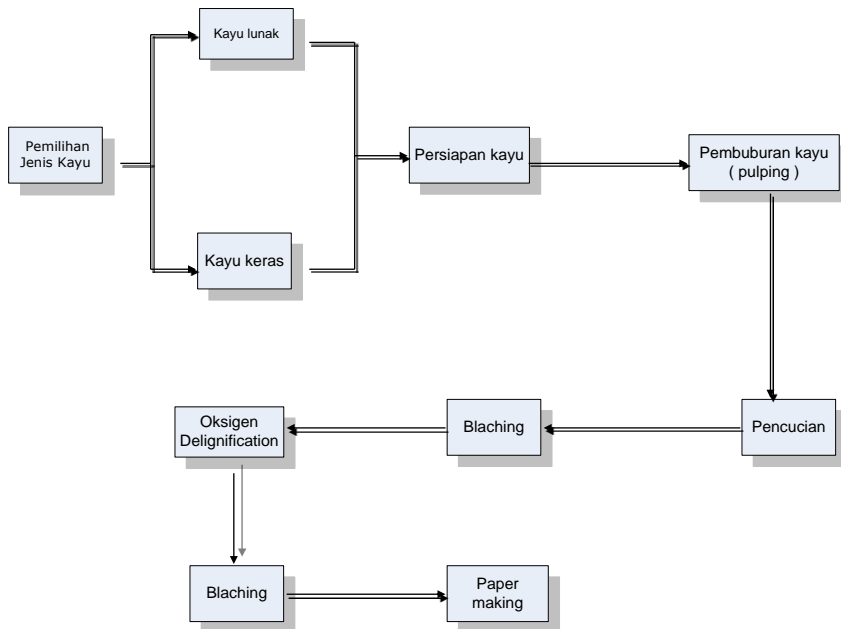 Pemilihan
Jenis Kayu
Kayu lunak
Kayu keras
Persiapan kayu
Pembuburan kayu
( pulping )
Pencucian
Blaching
Oksigen
Delignification
Blaching
Paper
making